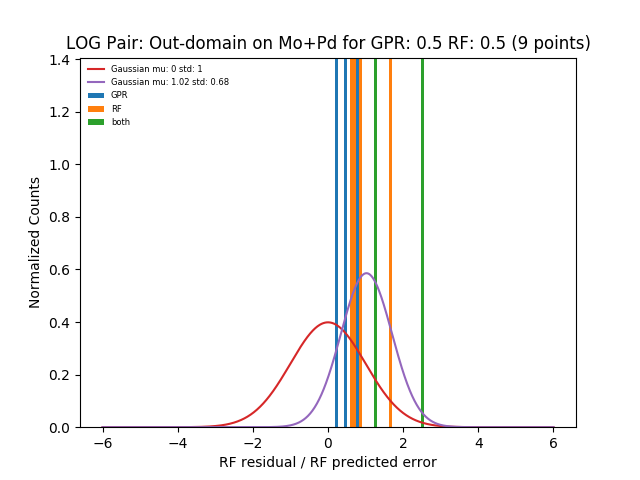 LOG Pair: Out-domain on Mo+Pd for GPR: 0.5 RF: 0.5 (9 points)
Gaussian mu: 0 std: 1
Gaussian mu: 1.02 std: 0.68
GPR
RF
both
1.4
1.2
1.0
0.8
0.6
0.4
0.2
0.0
Normalized Counts
−6
−4
−2
0
2
4
6
RF residual / RF predicted error